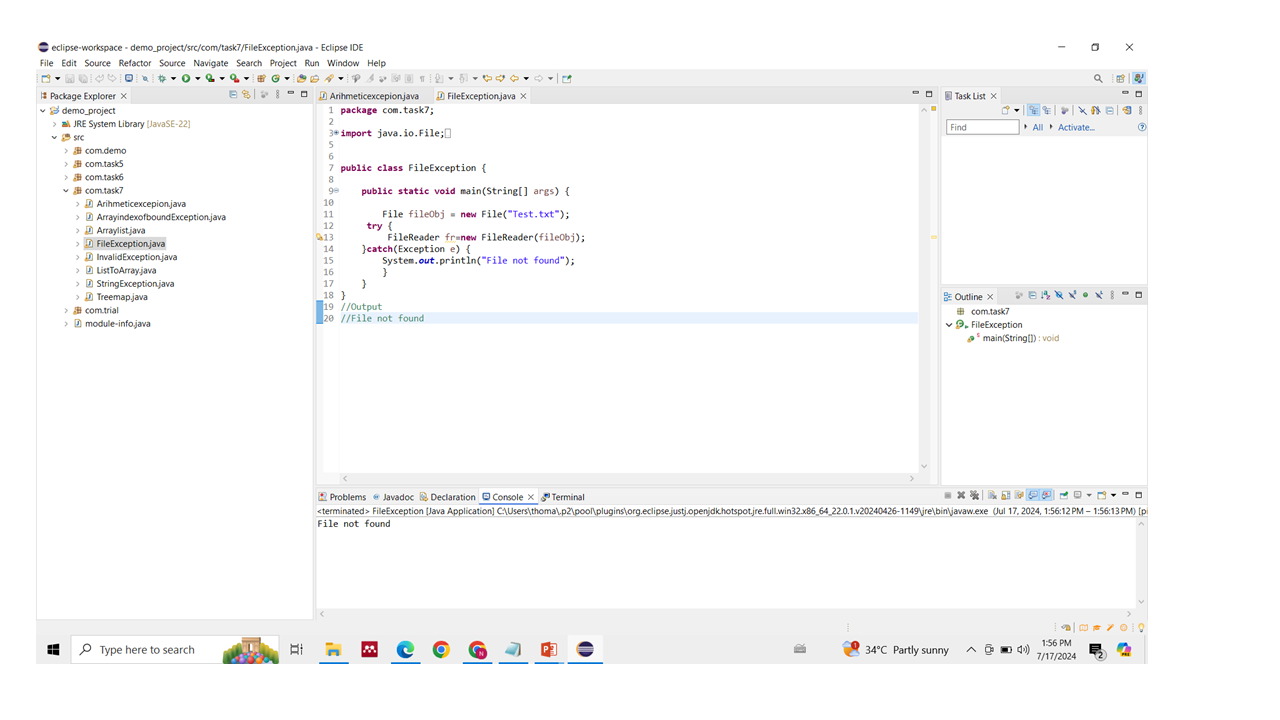 eclipse-workspace - demo_project/src/com/task7/FileException.java - Eclipse IDE
File Edit Source Refactor Source Navigate Search Project Run Window Help
Package Explorer
demo_project
JRE System Library [JavaSE-22]
src
com.demo
com.task5
com.task6
com.task7
Arihmeticexcepion.java
ArrayindexofboundException.java
Arraylist.java
FileException.java
InvalidException.java
ListToArray.java
StringException.java
Treemap.java
com.trial
module-info.java
Arihmeticexcepion.java FileException.java
1 package com.task7;
2
3 import java.io.File;
5
6
7 public class FileException {
8
9 public static void main(String[] args) {
10
11 File fileObj = new File("Test.txt");
12 try {
13 FileReader fr=new FileReader(fileObj);
14 }catch(Exception e) {
15 System.out.println("File not found");
16 }
17 }
18 }
19 //Output
20 //File not found
Task List
Find All Activate...
Outline
com.task7
FileException
main(String[]) : void
Problems Javadoc Declaration Console Terminal
<terminated> FileException [Java Application] C:\Users\thoma\.p2\pool\plugins\org.eclipse.justj.openjdk.hotspot.jre.full.win32.x86_64_22.0.1.v20240426-1149\jre\bin\javaw.exe (Jul 17, 2024, 1:56:12 PM – 1:56:13 PM) [pi
File not found
Type here to search
34°C Partly sunny
1:56 PM
7/17/2024
2